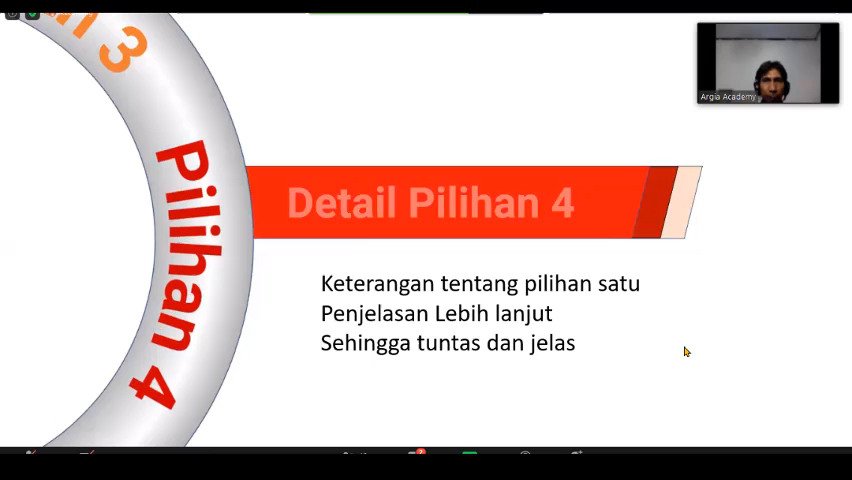 n 3
Pilihan 4
Argia Academy
Detail Pilihan 4
Keterangan tentang pilihan satu
Penjelasan Lebih lanjut
Sehingga tuntas dan jelas